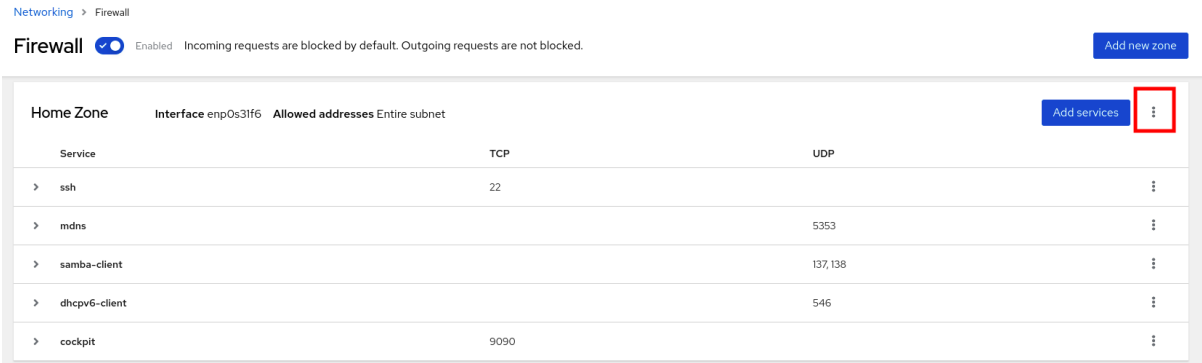 Networking > Firewall
Firewall Enabled Incoming requests are blocked by default. Outgoing requests are not blocked. Add new zone
Home Zone Interface enp0s31f6 Allowed addresses Entire subnet Add services
Service TCP UDP
ssh 22
mdns 5353
samba-client 137, 138
dhcpv6-client 546
cockpit 9090